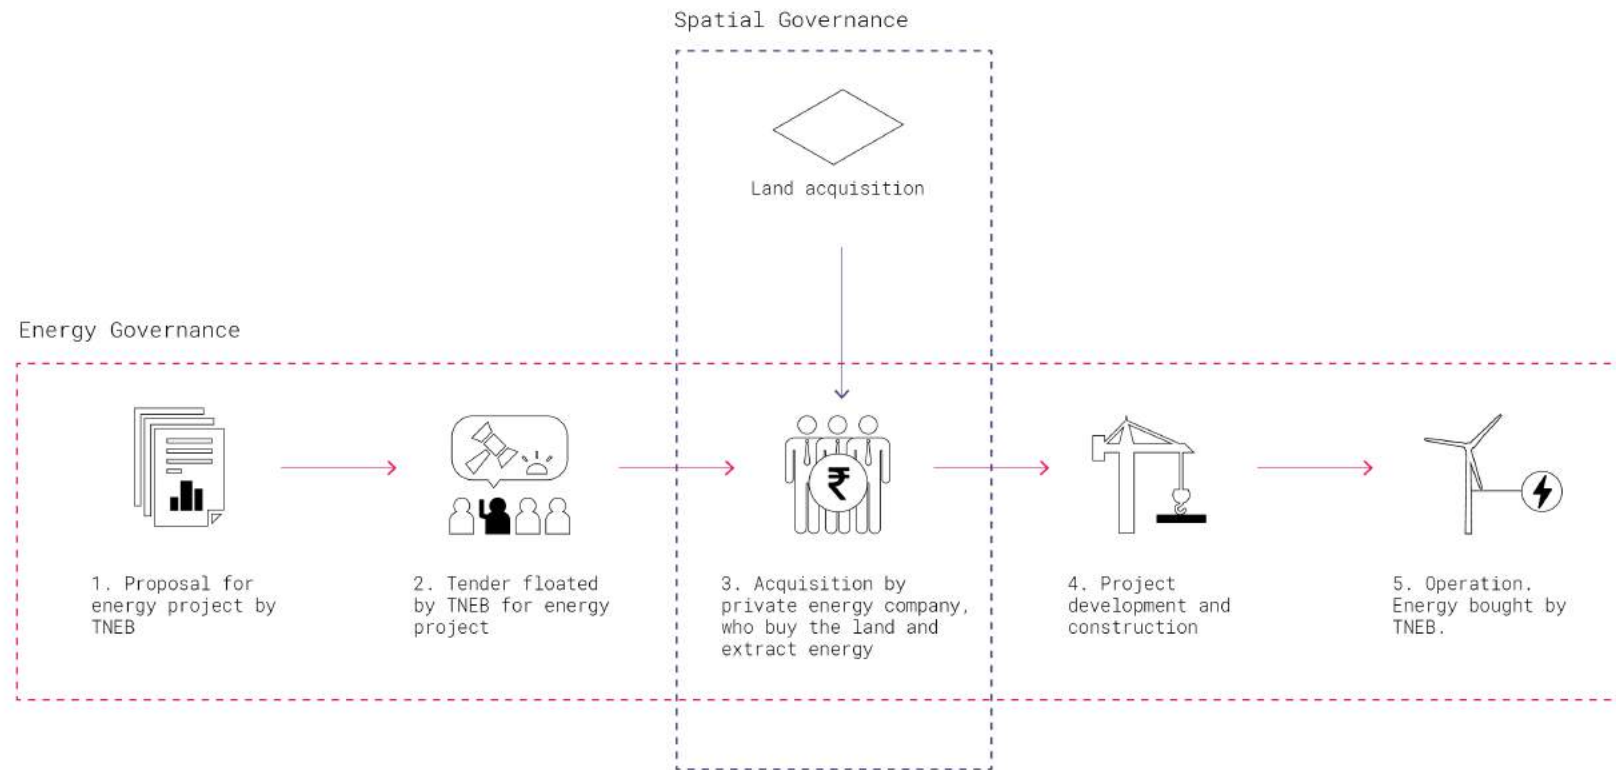 Spatial Governance
Land acquisition
Energy Governance
1. Proposal for
energy project by
TNEB
2. Tender floated
by TNEB for energy
project
₹
3. Acquisition by
private energy company,
who buy the land and
extract energy
4. Project
development and
construction
5. Operation.
Energy bought by
TNEB.